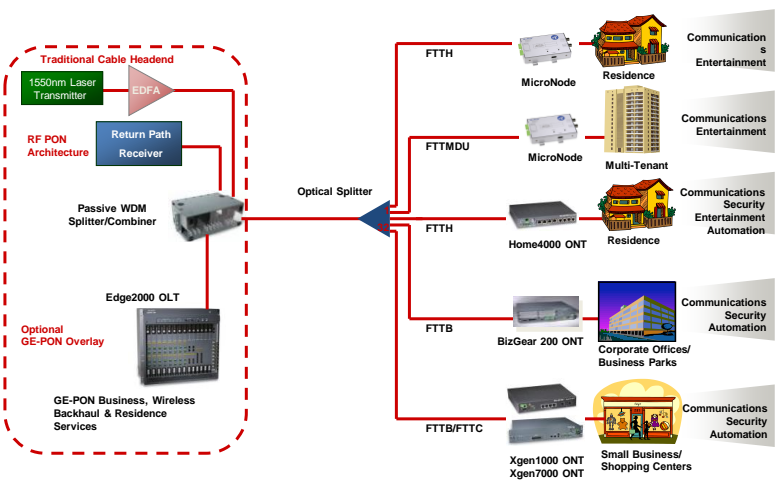 Traditional Cable Headend
1550nm Laser
Transmitter
EDFA
RF PON
Architecture
Return Path
Receiver
Passive WDM
Splitter/Combiner
Edge2000 OLT
Optional
GE-PON Overlay
GE-PON Business, Wireless
Backhaul & Residence
Services
Optical Splitter
FTTH
MicroNode
Residence
Communication
s
Entertainment
FTTMDU
MicroNode
Multi-Tenant
Communications
Entertainment
FTTH
Home4000 ONT
Residence
Communications
Security
Entertainment
Automation
FTTB
BizGear 200 ONT
Corporate Offices/
Business Parks
Communications
Security
Automation
FTTB/FTTC
Xgen1000 ONT
Xgen7000 ONT
Small Business/
Shopping Centers
Communications
Security
Automation